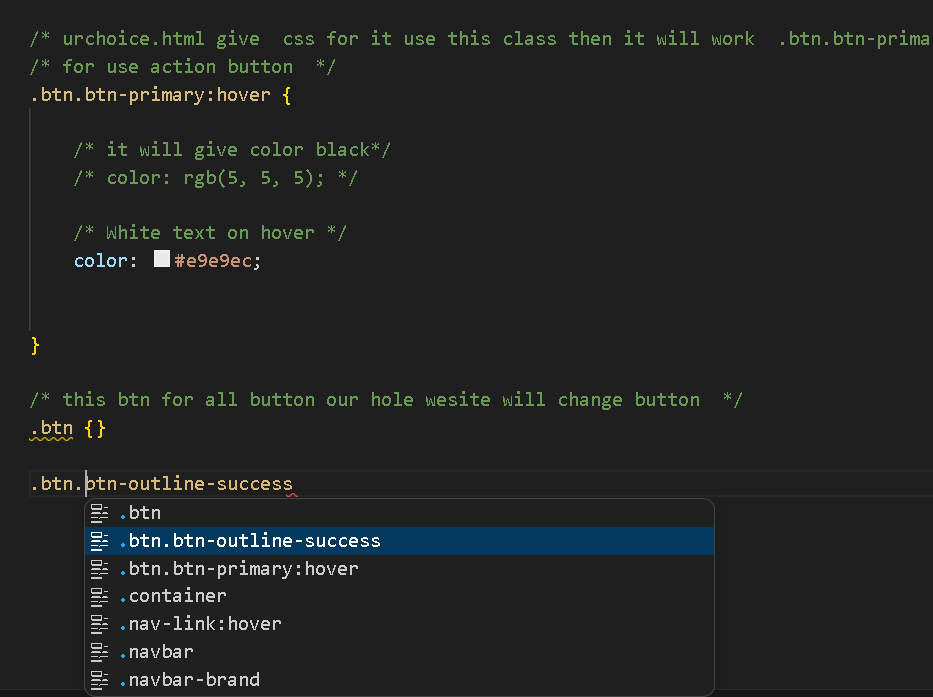 /* urchoice.html give  css for it use this class then it will work  .btn.btn-prima
/* for use action button  */
.btn.btn-primary:hover {
/* it will give color black*/
/* color: rgb(5, 5, 5); */
/* White text on hover */
color: #e9e9ec;
}
/* this btn for all button our hole wesite will change button  */
.btn {}
.btn.btn-outline-success
.btn
.btn.btn-outline-success
.btn.btn-primary:hover
.container
.nav-link:hover
.navbar
.navbar-brand